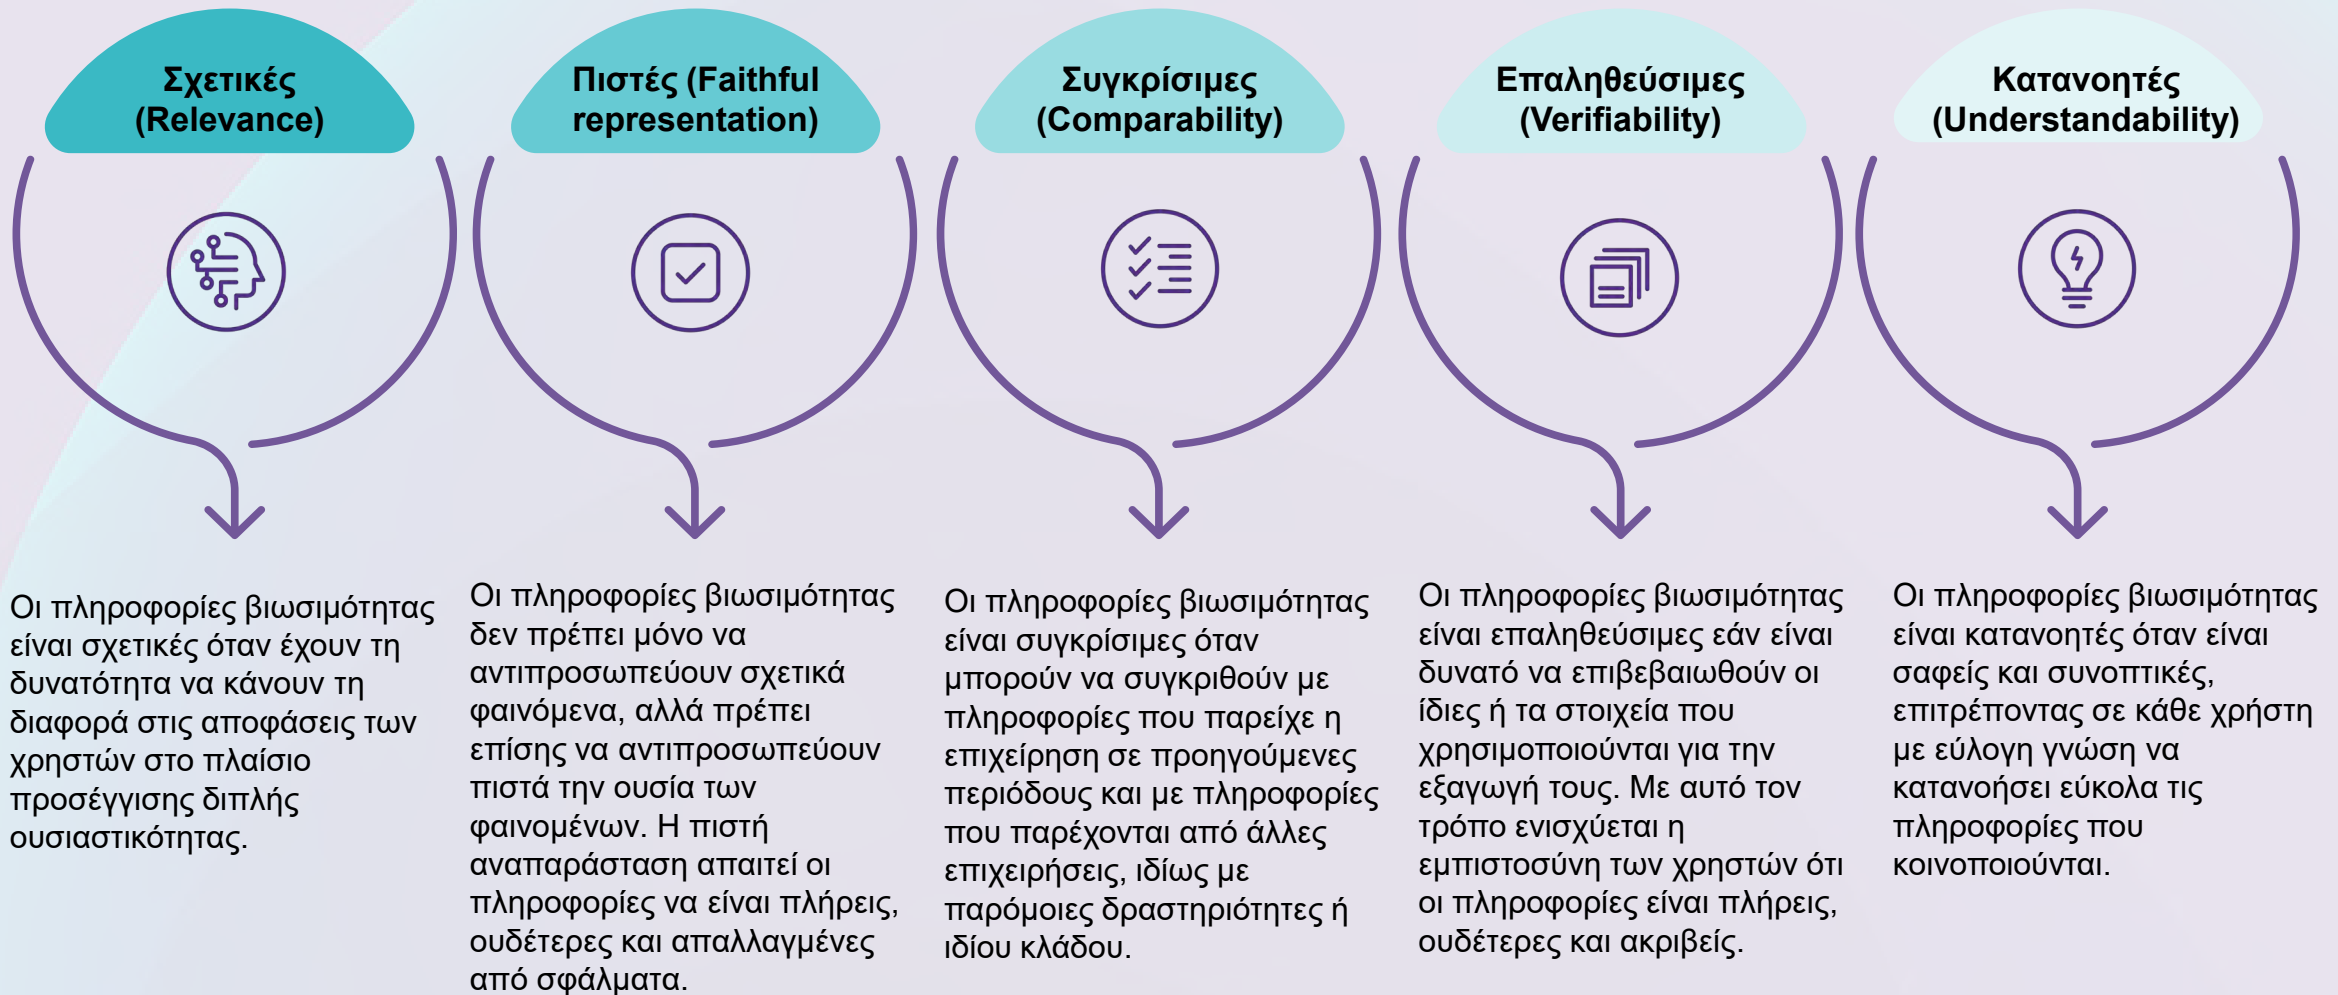 Σχετικές
(Relevance)
Οι πληροφορίες βιωσιμότητας
είναι σχετικές όταν έχουν τη
δυνατότητα να κάνουν τη
διαφορά στις αποφάσεις των
χρηστών στο πλαίσιο
προσέγγισης διπλής
ουσιαστικότητας.
Πιστές (Faithful
representation)
Οι πληροφορίες βιωσιμότητας
δεν πρέπει μόνο να
αντιπροσωπεύουν σχετικά
φαινόμενα, αλλά πρέπει
επίσης να αντιπροσωπεύουν
πιστά την ουσία των
φαινομένων. Η πιστή
αναπαράσταση απαιτεί οι
πληροφορίες να είναι πλήρεις,
ουδέτερες και απαλλαγμένες
από σφάλματα.
Συγκρίσιμες
(Comparability)
Οι πληροφορίες βιωσιμότητας
είναι συγκρίσιμες όταν
μπορούν να συγκριθούν με
πληροφορίες που παρείχε η
επιχείρηση σε προηγούμενες
περιόδους και με πληροφορίες
που παρέχονται από άλλες
επιχειρήσεις, ιδίως με
παρόμοιες δραστηριότητες ή
ιδίου κλάδου.
Επαληθεύσιμες
(Verifiability)
Οι πληροφορίες βιωσιμότητας
είναι επαληθεύσιμες εάν είναι
δυνατό να επιβεβαιωθούν οι
ίδιες ή τα στοιχεία που
χρησιμοποιούνται για την
εξαγωγή τους. Με αυτό τον
τρόπο ενισχύεται η
εμπιστοσύνη των χρηστών ότι
οι πληροφορίες είναι πλήρεις,
ουδέτερες και ακριβείς.
Κατανοητές
(Understandability)
Οι πληροφορίες βιωσιμότητας
είναι κατανοητές όταν είναι
σαφείς και συνοπτικές,
επιτρέποντας σε κάθε χρήστη
με εύλογη γνώση να
κατανοήσει εύκολα τις
πληροφορίες που
κοινοποιούνται.